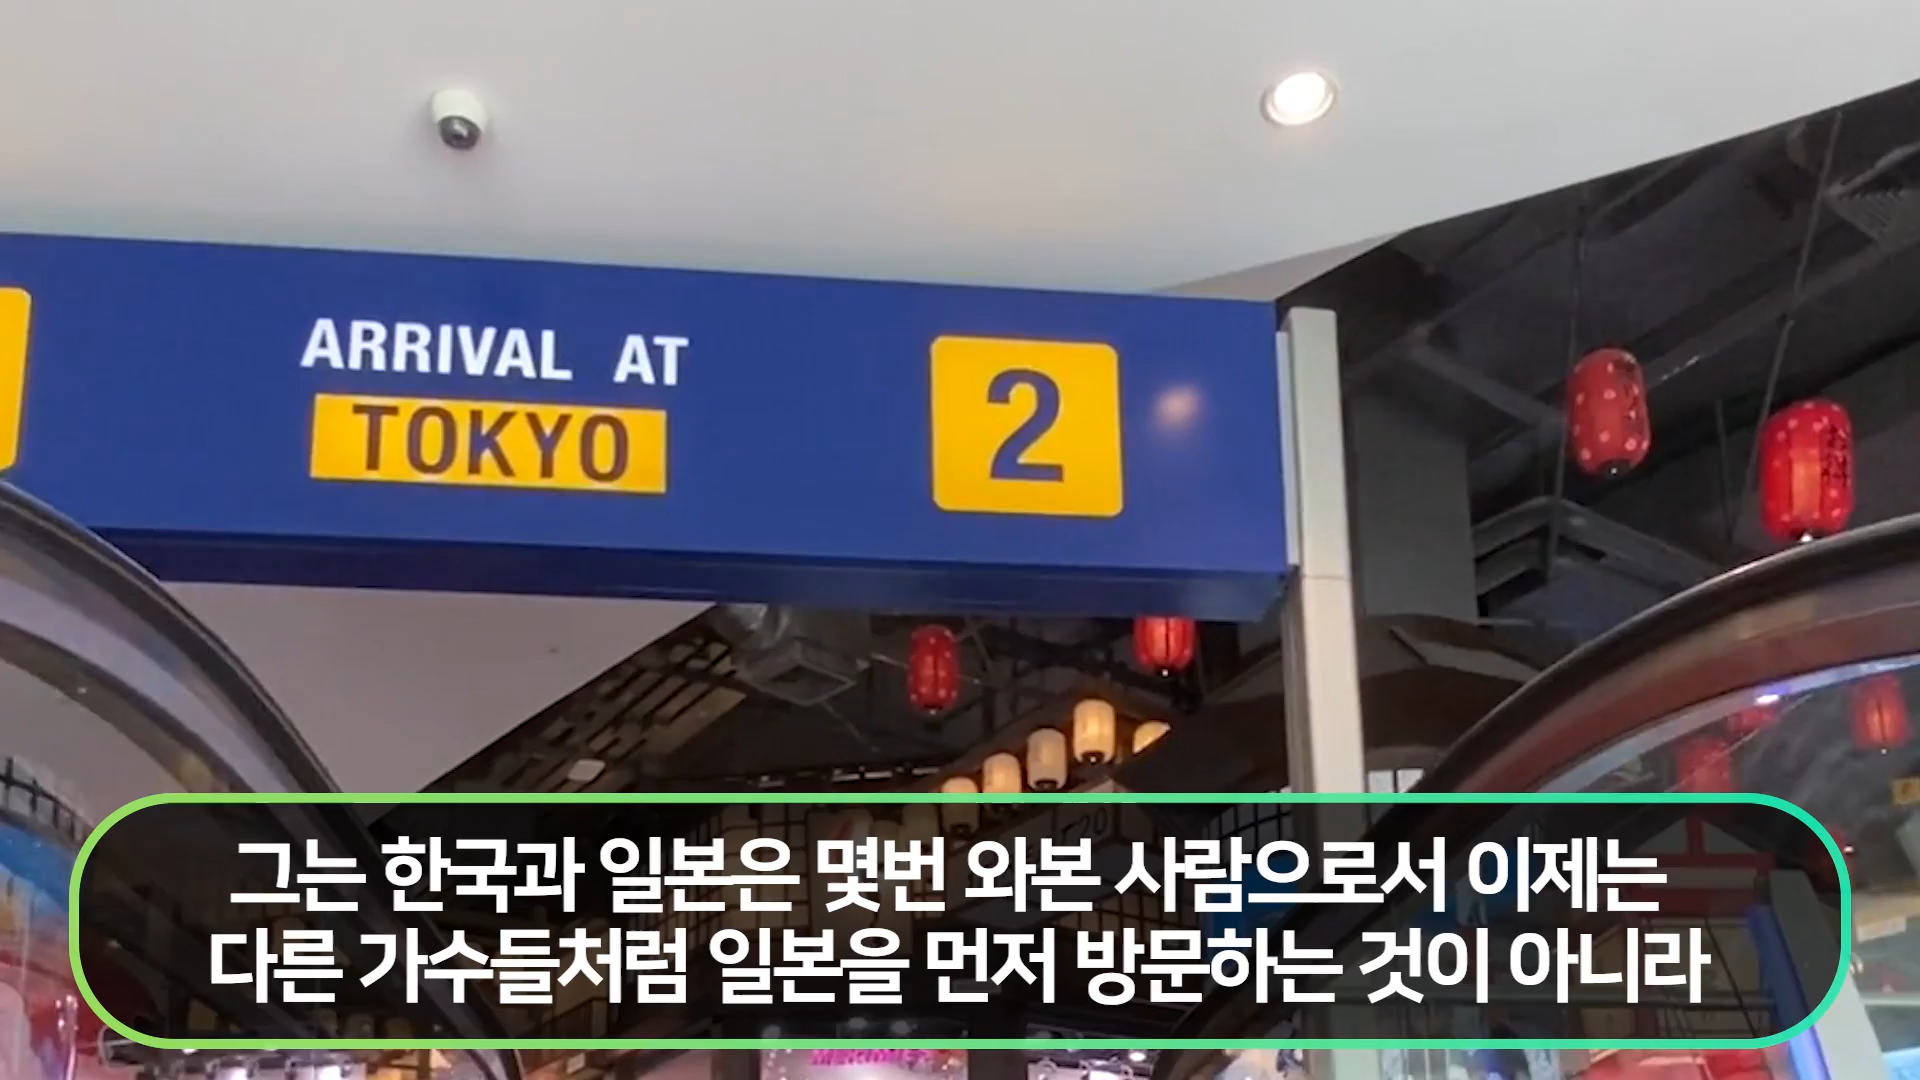 ARRIVAL AT
TOKYO
2
그는 한국과 일본은 몇번 와본 사람으로서 이제는
다른 가수들처럼 일본을 먼저 방문하는 것이 아니라